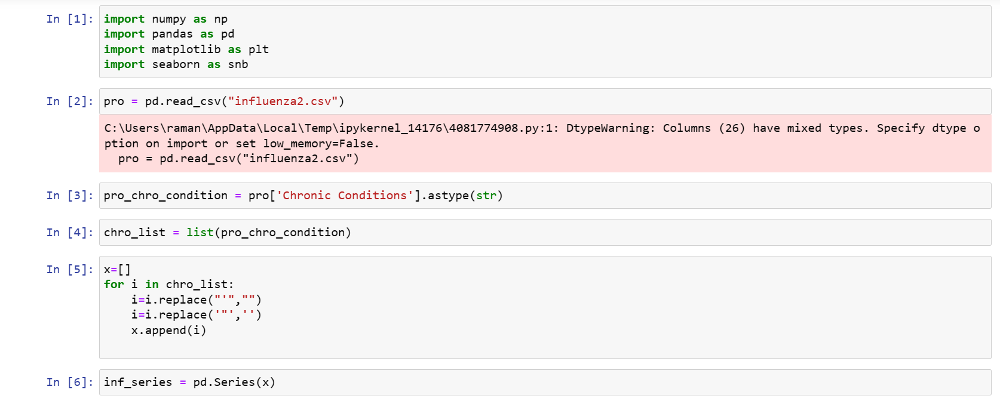 In [1]: import numpy as np
import pandas as pd
import matplotlib as plt
import seaborn as snb
In [2]: pro = pd.read_csv("influenza2.csv")
C:\Users\raman\AppData\Local\Temp\ipykernel_14176\4081774908.py:1: DtypeWarning: Columns (26) have mixed types. Specify dtype o
ption on import or set low_memory=False.
  pro = pd.read_csv("influenza2.csv")
In [3]: pro_chro_condition = pro['Chronic Conditions'].astype(str)
In [4]: chro_list = list(pro_chro_condition)
In [5]: x=[]
for i in chro_list:
    i=i.replace("'","")
    i=i.replace('"','')
    x.append(i)
In [6]: inf_series = pd.Series(x)